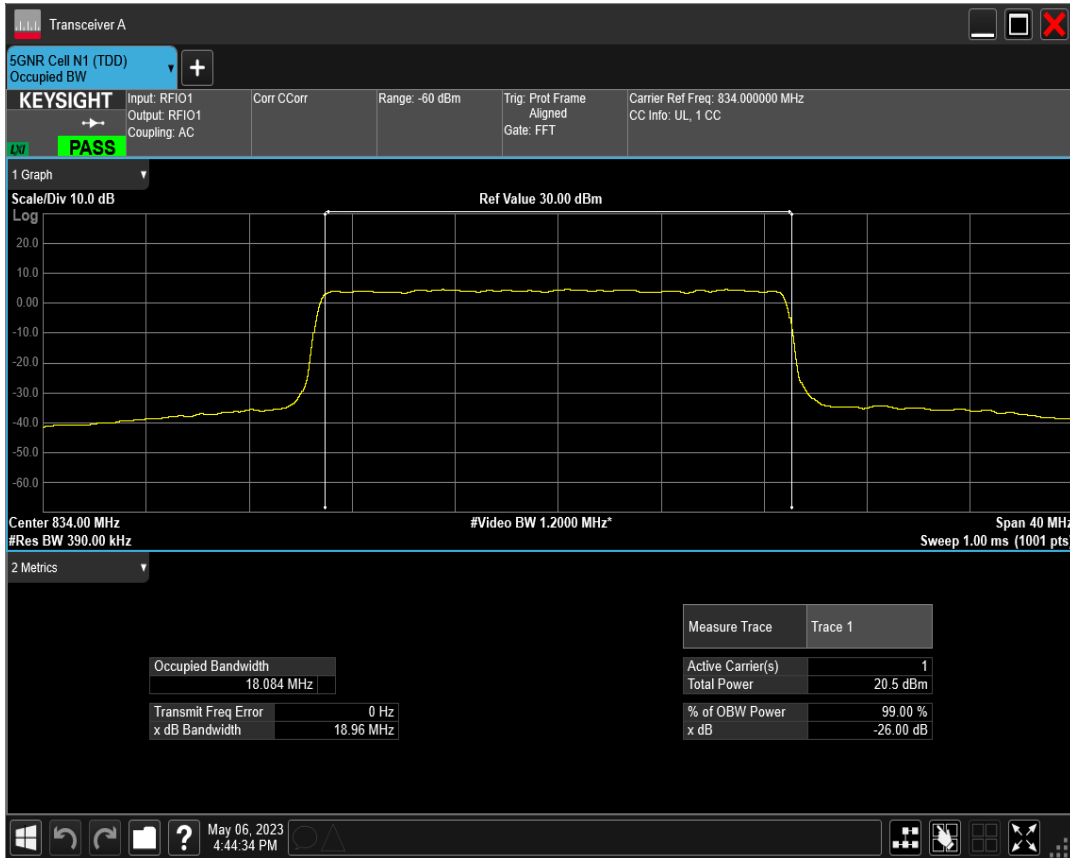 Transceiver A
5GNR Cell N1 (TDD)
Occupied BW
+
KEYSIGHT
LXI
PASS
Input: RFIO1
Output: RFIO1
Coupling: AC
Corr CCorr
Range: -60 dBm
Trig: Prot Frame
Aligned
Gate: FFT
Carrier Ref Freq: 834.000000 MHz
CC Info: UL, 1 CC
1 Graph
Scale/Div 10.0 dB
Ref Value 30.00 dBm
Log
20.0
10.0
0.00
-10.0
-20.0
-30.0
-40.0
-50.0
-60.0
Center 834.00 MHz
#Video BW 1.2000 MHz*
Span 40 MHz
#Res BW 390.00 kHz
Sweep 1.00 ms (1001 pts)
2 Metrics
Measure Trace Trace 1
Occupied Bandwidth
18.084 MHz
Active Carrier(s) 1
Total Power 20.5 dBm
Transmit Freq Error 0 Hz
x dB Bandwidth 18.96 MHz
% of OBW Power 99.00 %
x dB -26.00 dB
?
May 06, 2023
4:44:34 PM